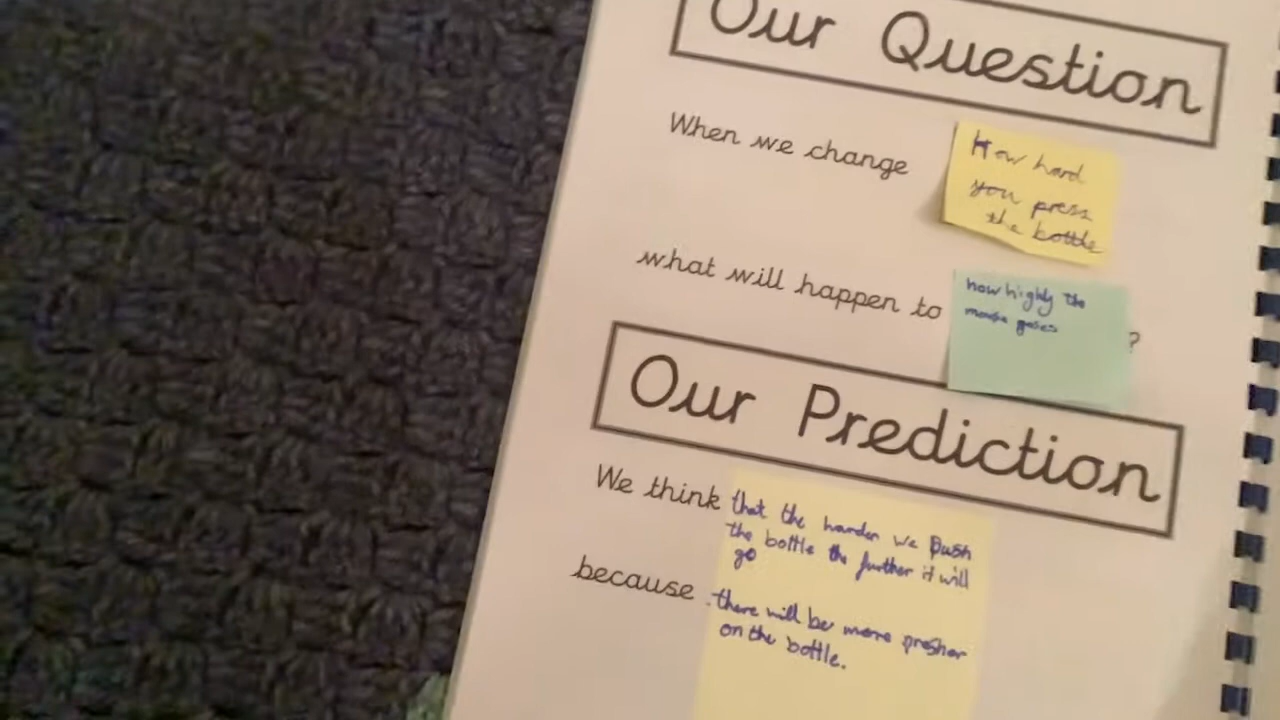 Our Question
When we change
How hard
you press
the bottle
what will happen to
how highly the
mouse goes
?
Our Prediction
We think
that the harder we push
the bottle the further it will
go
because
there will be more presher
on the bottle.